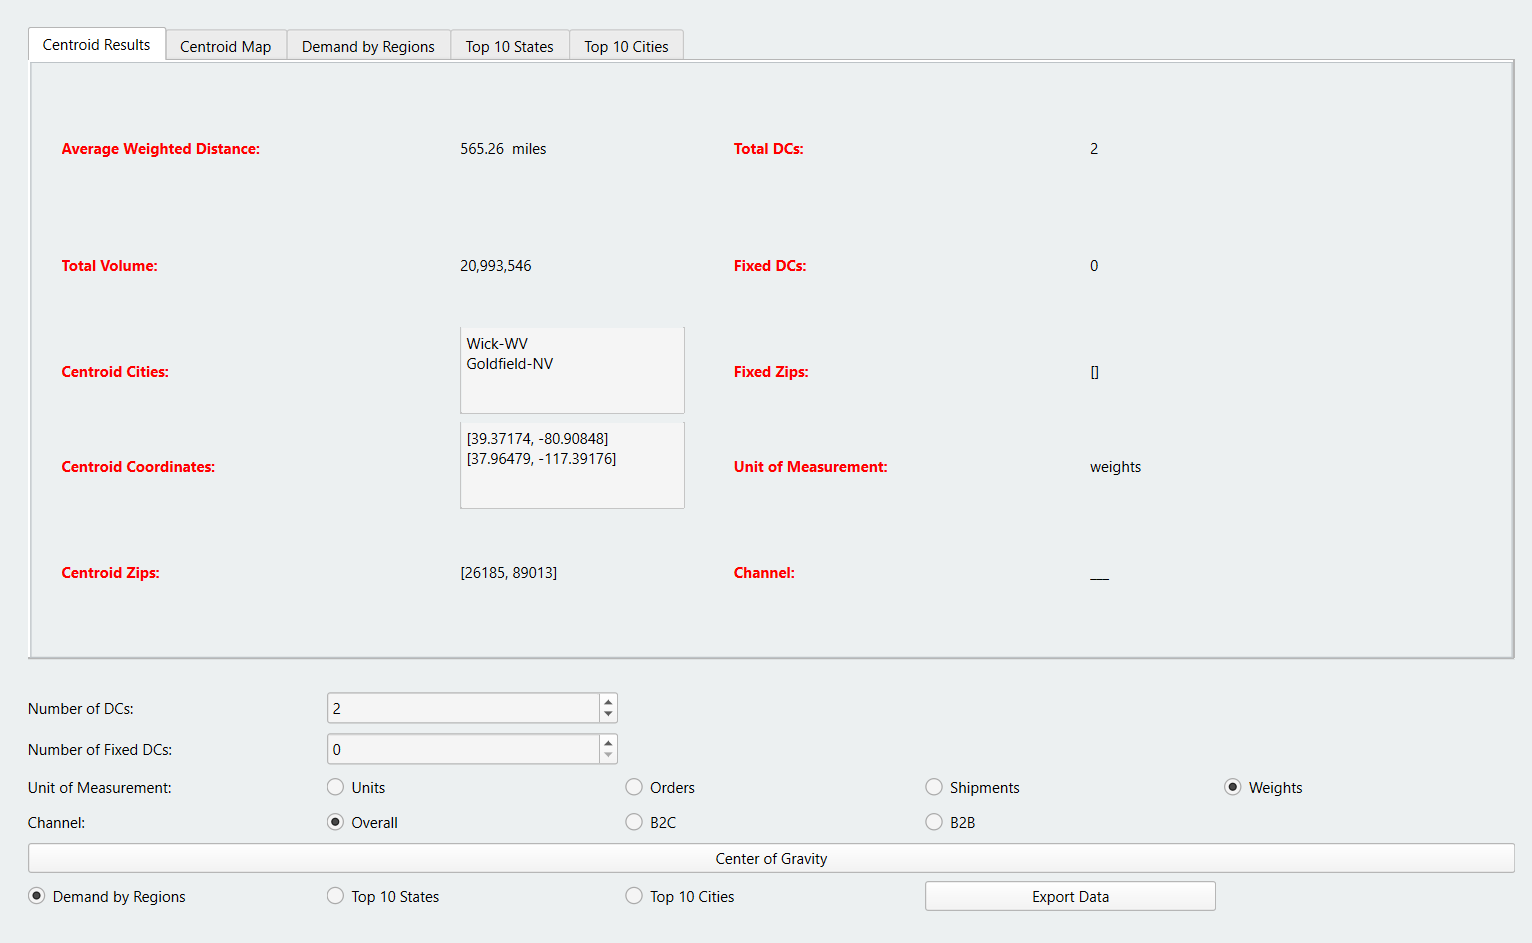 Centroid Results Centroid Map Demand by Regions Top 10 States Top 10 Cities
Average Weighted Distance: 565.26 miles Total DCs: 2
Total Volume: 20,993,546 Fixed DCs: 0
Centroid Cities: Wick-WV
Goldfield-NV
Fixed Zips: []
Centroid Coordinates: [39.37174, -80.90848]
[37.96479, -117.39176]
Unit of Measurement: weights
Centroid Zips: [26185, 89013] Channel: ___
Number of DCs: 2
Number of Fixed DCs: 0
Unit of Measurement: Units Orders Shipments Weights
Channel: Overall B2C B2B
Center of Gravity
Demand by Regions Top 10 States Top 10 Cities Export Data